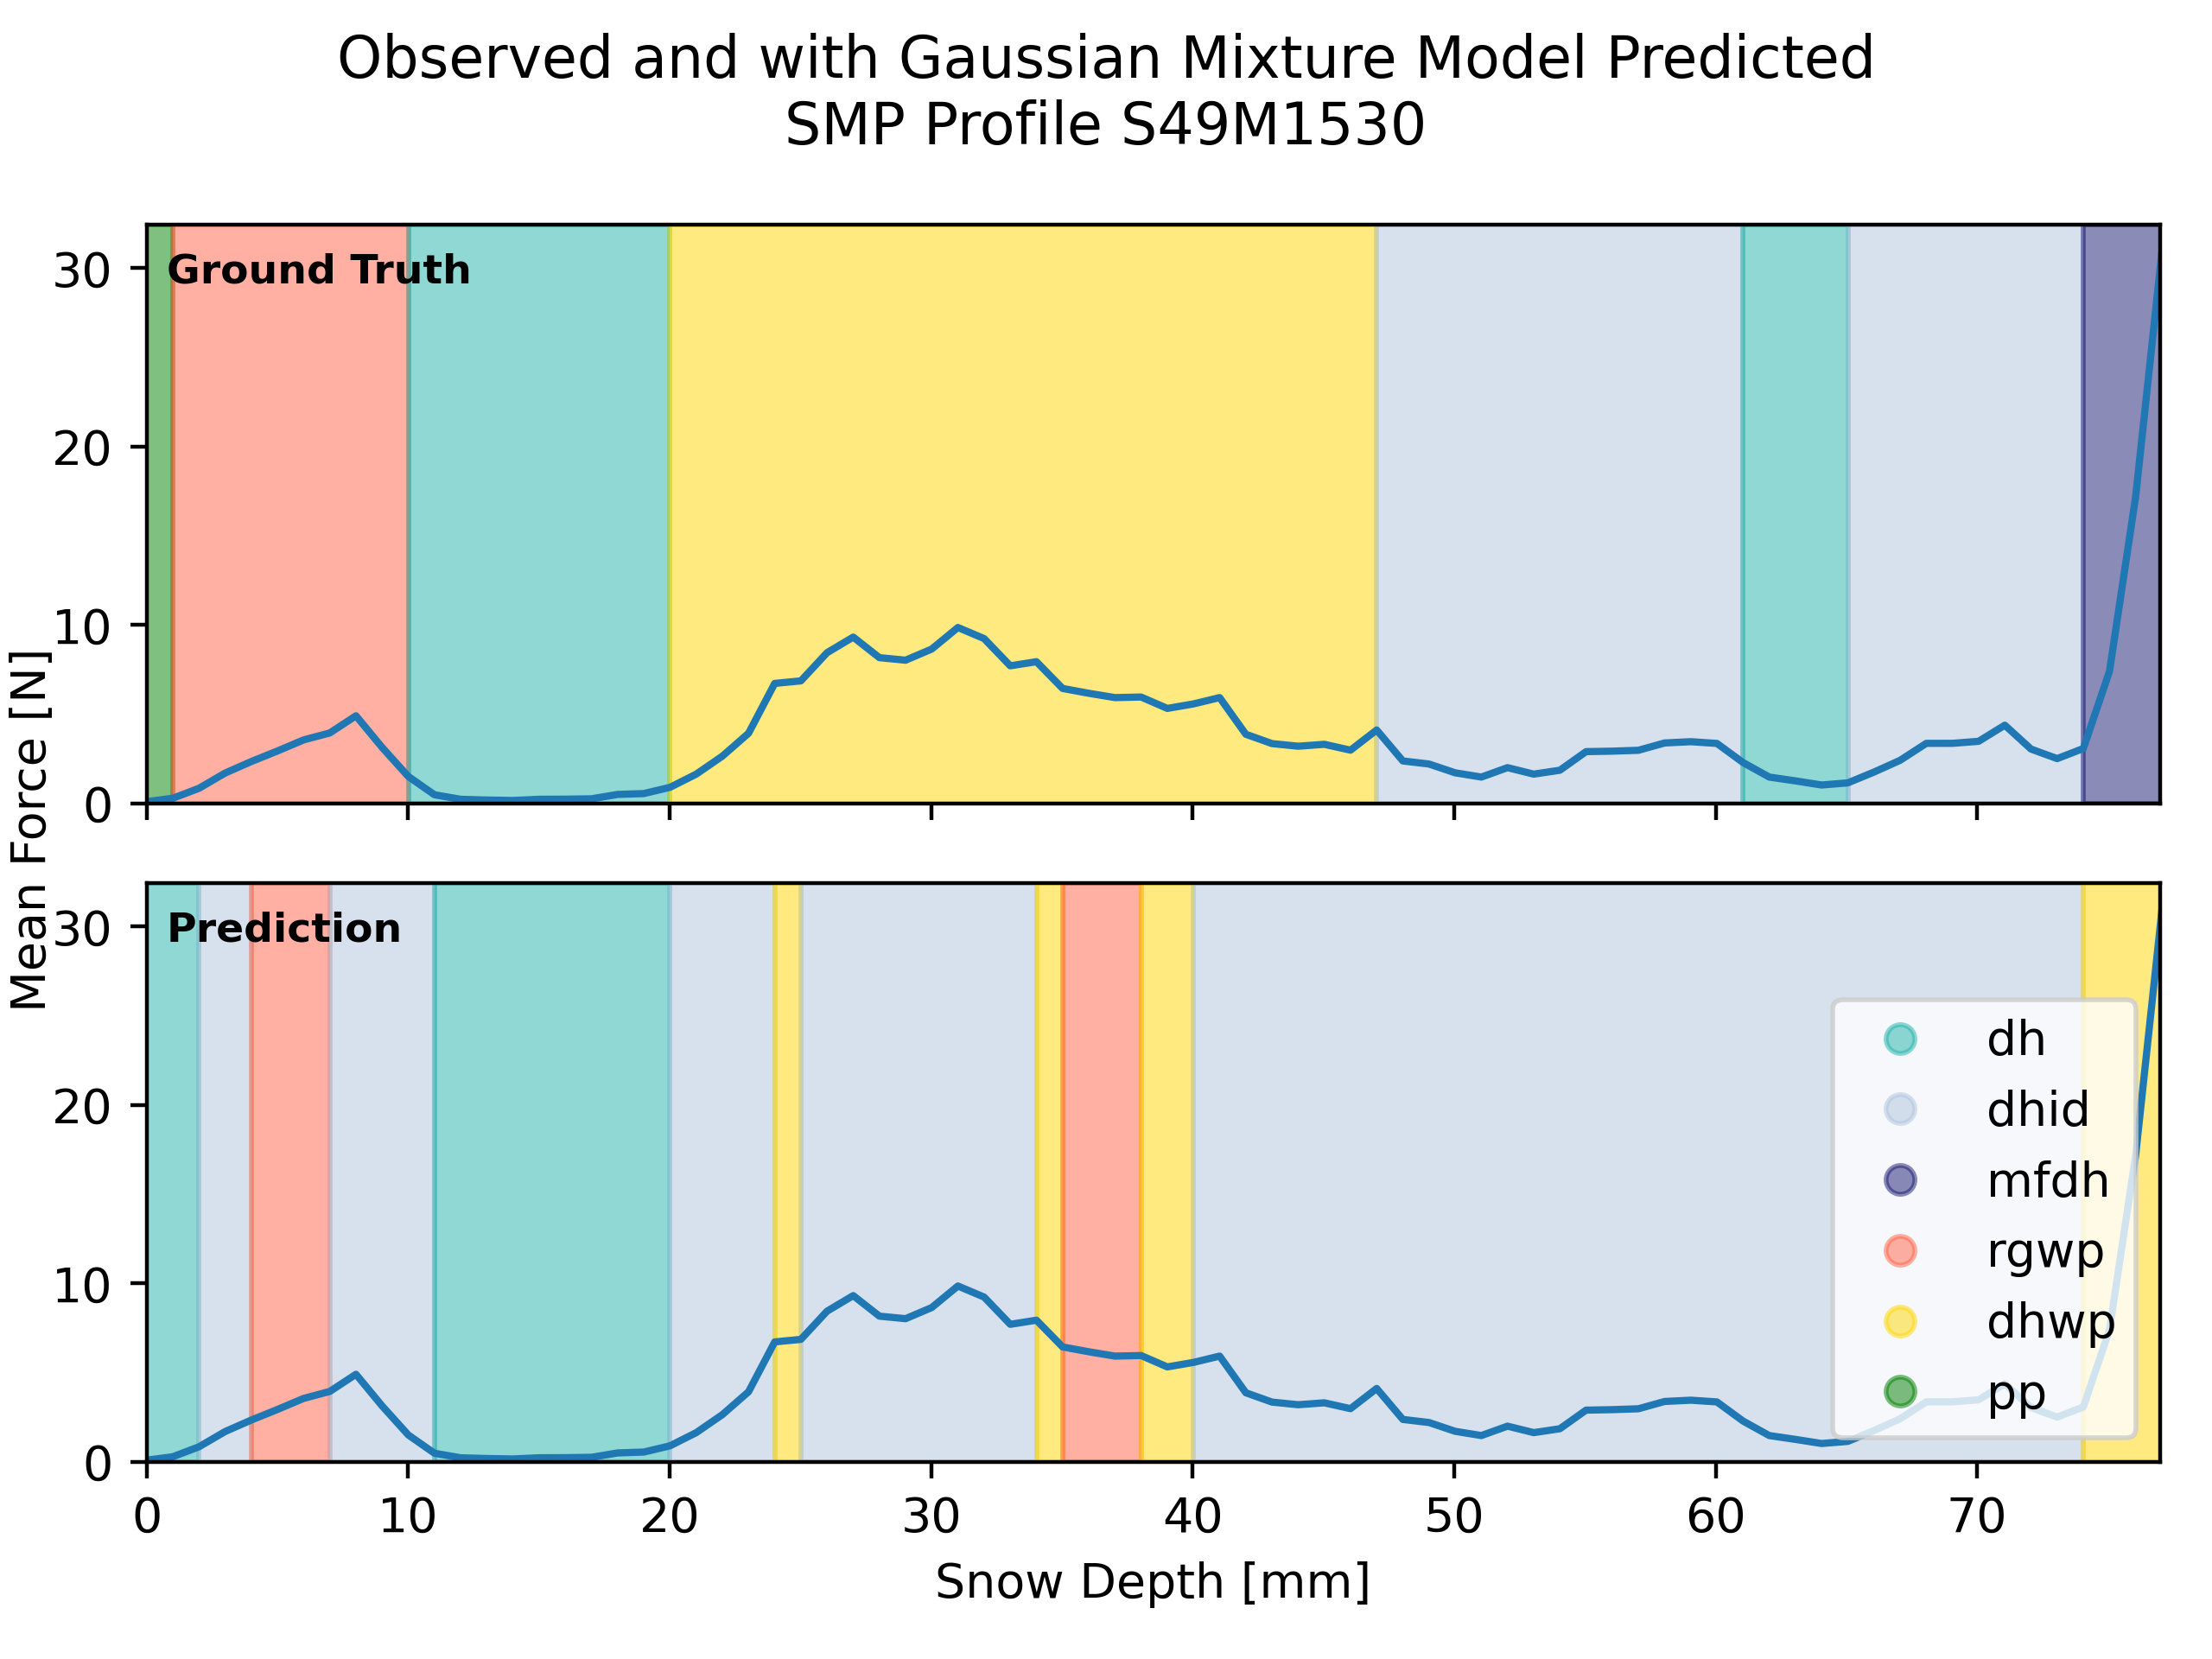 Observed and with Gaussian Mixture Model Predicted
SMP Profile S49M1530
Mean Force [N]
30
20
10
0
Ground Truth
30
20
10
0
Prediction
dh
dhid
mfdh
rgwp
dhwp
pp
0 10 20 30 40 50 60 70
Snow Depth [mm]